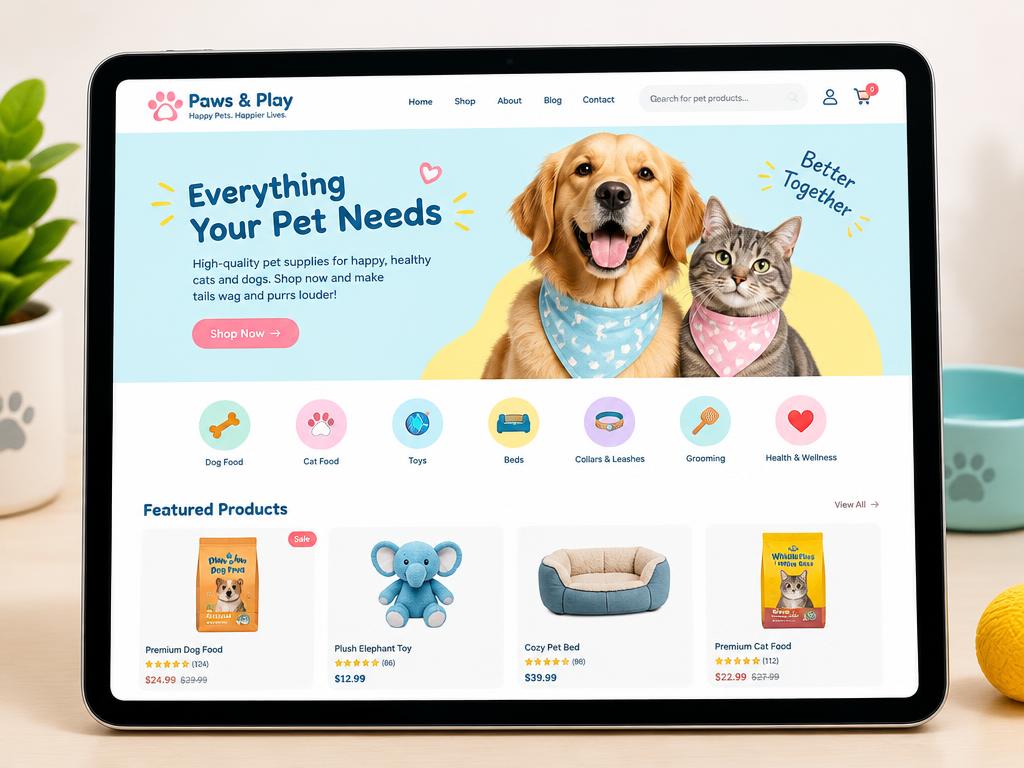 Paws & Play
Happy Pets. Happier Lives.
Home
Shop
About
Blog
Contact
Search for pet products...
0
Everything
Your Pet Needs
High-quality pet supplies for happy, healthy
cats and dogs. Shop now and make
tails wag and purrs louder!
Shop Now →
Better
Together
Dog Food
Cat Food
Toys
Beds
Collars & Leashes
Grooming
Health & Wellness
Featured Products
View All →
Sale
Premium Dog Food
(124)
$24.99 $29.99
Plush Elephant Toy
(86)
$12.99
Cozy Pet Bed
(98)
$39.99
Premium Cat Food
(112)
$22.99 $27.99